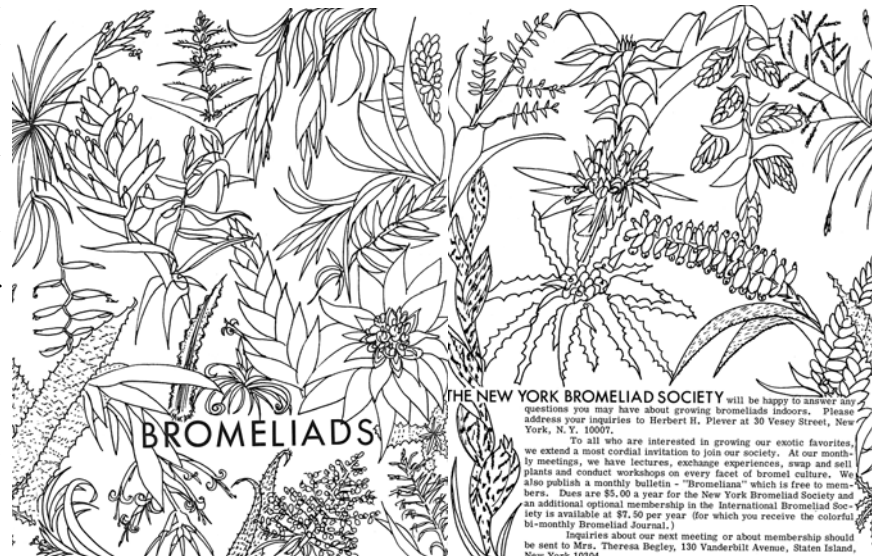 BROMELIADS
THE NEW YORK BROMELIAD SOCIETY will be happy to answer any
questions you may have about growing bromeliads indoors. Please
address your inquiries to Herbert H. Plever at 30 Vesey Street, New
York, N.Y. 10007.
To all who are interested in growing our exotic favorites,
we extend a most cordial invitation to join our society. At our month-
ly meetings, we have lectures, exchange experiences, swap and sell
plants and conduct workshops on every facet of bromel culture. We
also publish a monthly bulletin - "Bromeliana" which is free to mem-
bers. Dues are $5.00 a year for the New York Bromeliad Society and
an additional optional membership in the International Bromeliad Soc-
iety is available at $7.50 per year (for which you receive the colorful
bi-monthly Bromeliad Journal.)
Inquiries about our next meeting or about membership should
be sent to Mrs. Theresa Begley, 130 Vanderbilt Avenue, Staten Island,
New York 10304